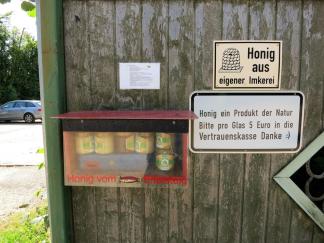 Honig
aus
eigener Imkerei
Honig ein Produkt der Natur
Bitte pro Glas 5 Euro in die
Vertrauenskasse Danke :)
Honig vom